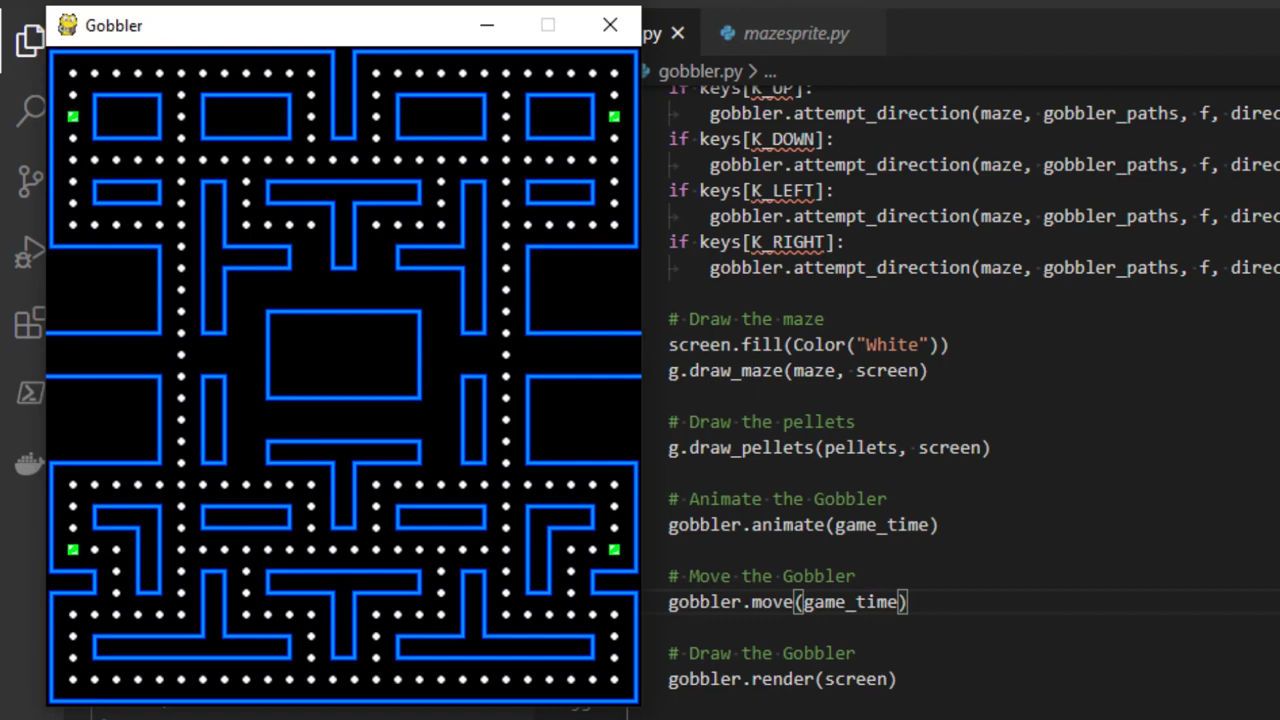 Gobbler
py
mazesprite.py
gobbler.py > ...
if keys[K_UP]:
gobbler.attempt_direction(maze, gobbler_paths, f, direc
if keys[K_DOWN]:
gobbler.attempt_direction(maze, gobbler_paths, f, direc
if keys[K_LEFT]:
gobbler.attempt_direction(maze, gobbler_paths, f, direc
if keys[K_RIGHT]:
gobbler.attempt_direction(maze, gobbler_paths, f, direc
# Draw the maze
screen.fill(Color("White"))
g.draw_maze(maze, screen)
# Draw the pellets
g.draw_pellets(pellets, screen)
# Animate the Gobbler
gobbler.animate(game_time)
# Move the Gobbler
gobbler.move(game_time)
# Draw the Gobbler
gobbler.render(screen)